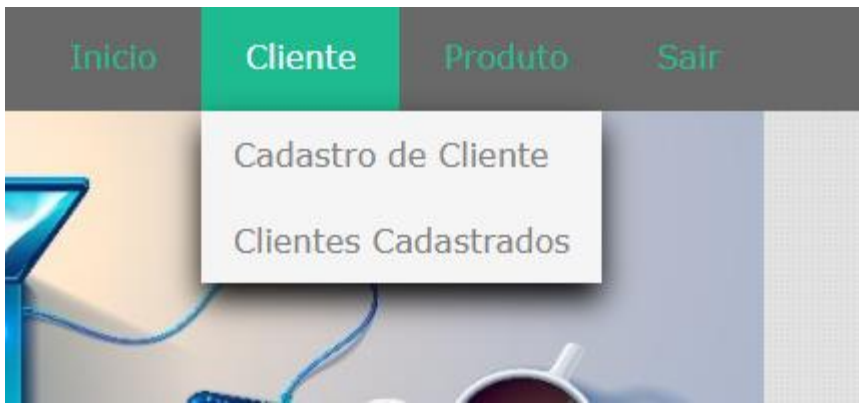 Inicio Cliente Produto Sair
Cadastro de Cliente
Clientes Cadastrados